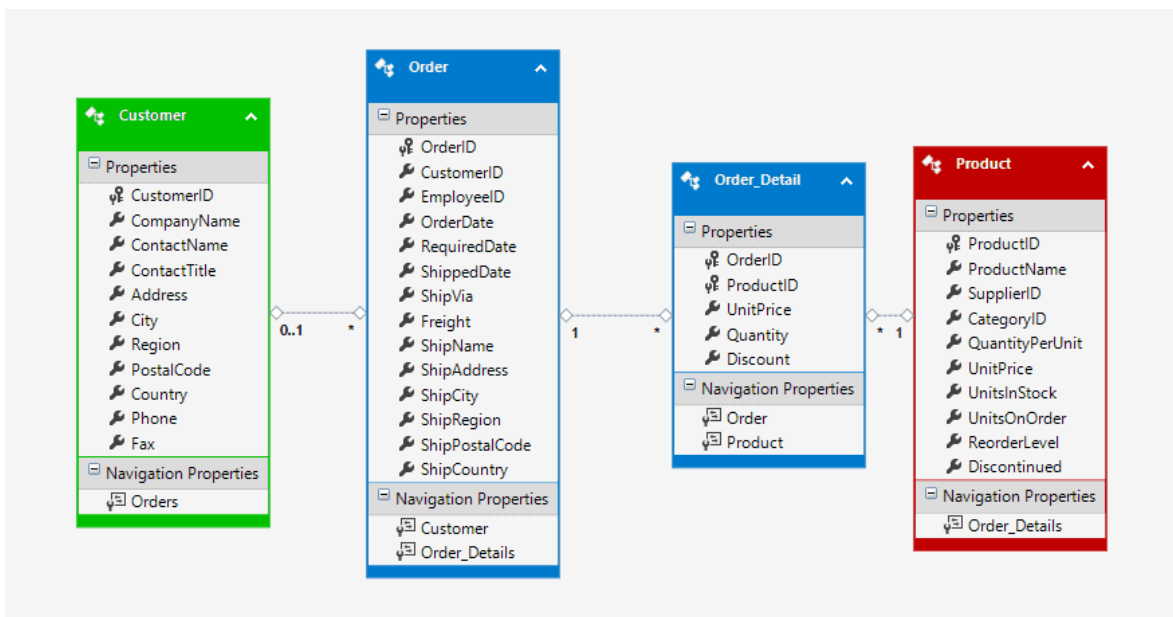 Customer
Properties
CustomerID
CompanyName
ContactName
ContactTitle
Address
City
Region
PostalCode
Country
Phone
Fax
Navigation Properties
Orders
0..1
*
Order
Properties
OrderID
CustomerID
EmployeeID
OrderDate
RequiredDate
ShippedDate
ShipVia
Freight
ShipName
ShipAddress
ShipCity
ShipRegion
ShipPostalCode
ShipCountry
Navigation Properties
Customer
Order_Details
1
*
Order_Detail
Properties
OrderID
ProductID
UnitPrice
Quantity
Discount
Navigation Properties
Order
Product
*
1
Product
Properties
ProductID
ProductName
SupplierID
CategoryID
QuantityPerUnit
UnitPrice
UnitsInStock
UnitsOnOrder
ReorderLevel
Discontinued
Navigation Properties
Order_Details